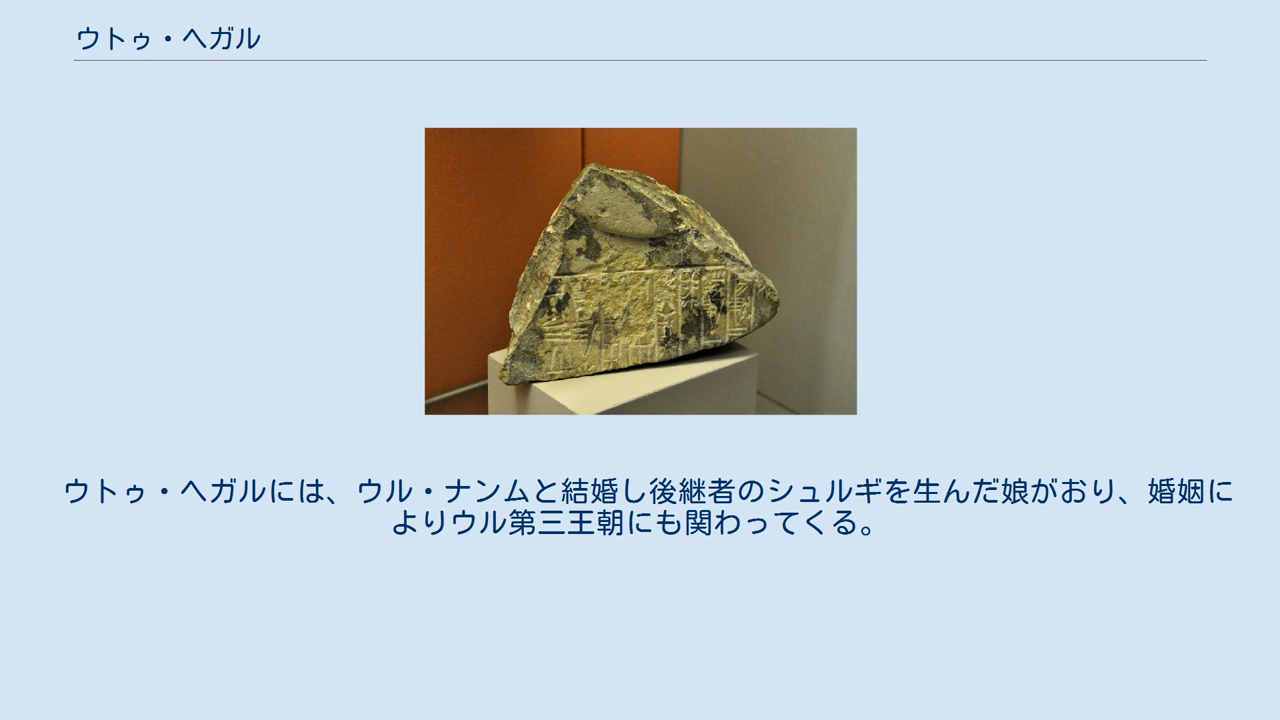 ウトゥ・ヘガル
ウトゥ・ヘガルには、ウル・ナンムと結婚し後継者のシュルギを生んだ娘がおり、婚姻に
よりウル第三王朝にも関わってくる。